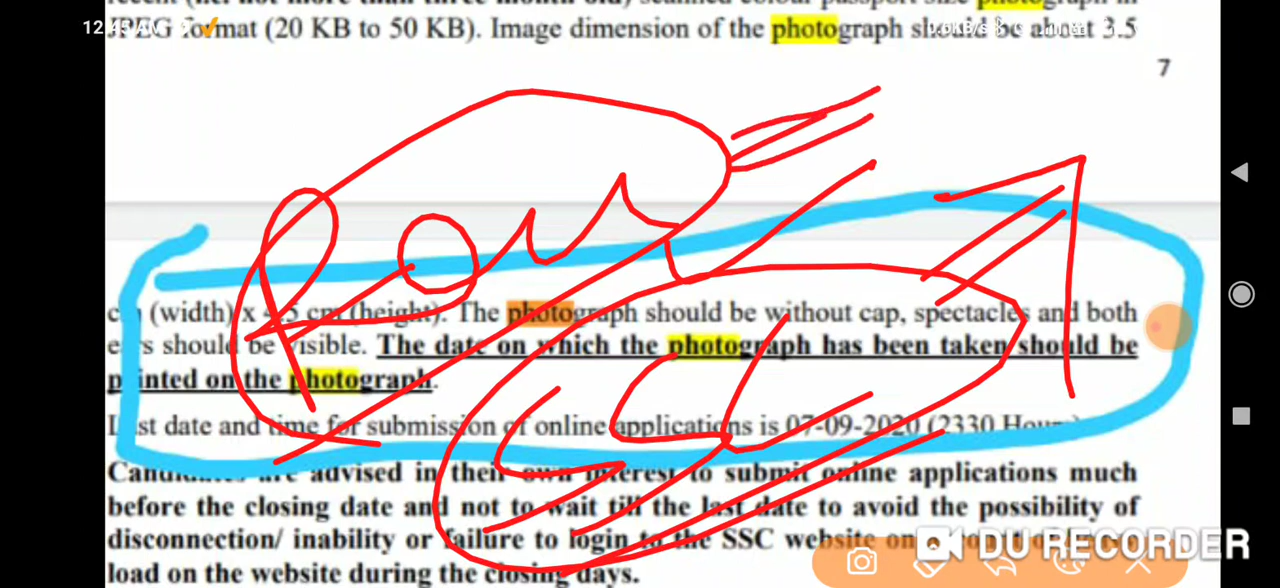 format (20 KB to 50 KB). Image dimension of the photograph should be about 3.5
7
(width) x 4.5 cm (height). The photograph should be without cap, spectacles and both
ears should be visible. The date on which the photograph has been taken should be
printed on the photograph.
Last date and time for submission of online applications is 07-09-2020 (2330 Hours)
Candidates are advised in their own interest to submit online applications much
before the closing date and not to wait till the last date to avoid the possibility of
disconnection/ inability or failure to login to the SSC website on
load on the website during the closing days.
DU RECORDER